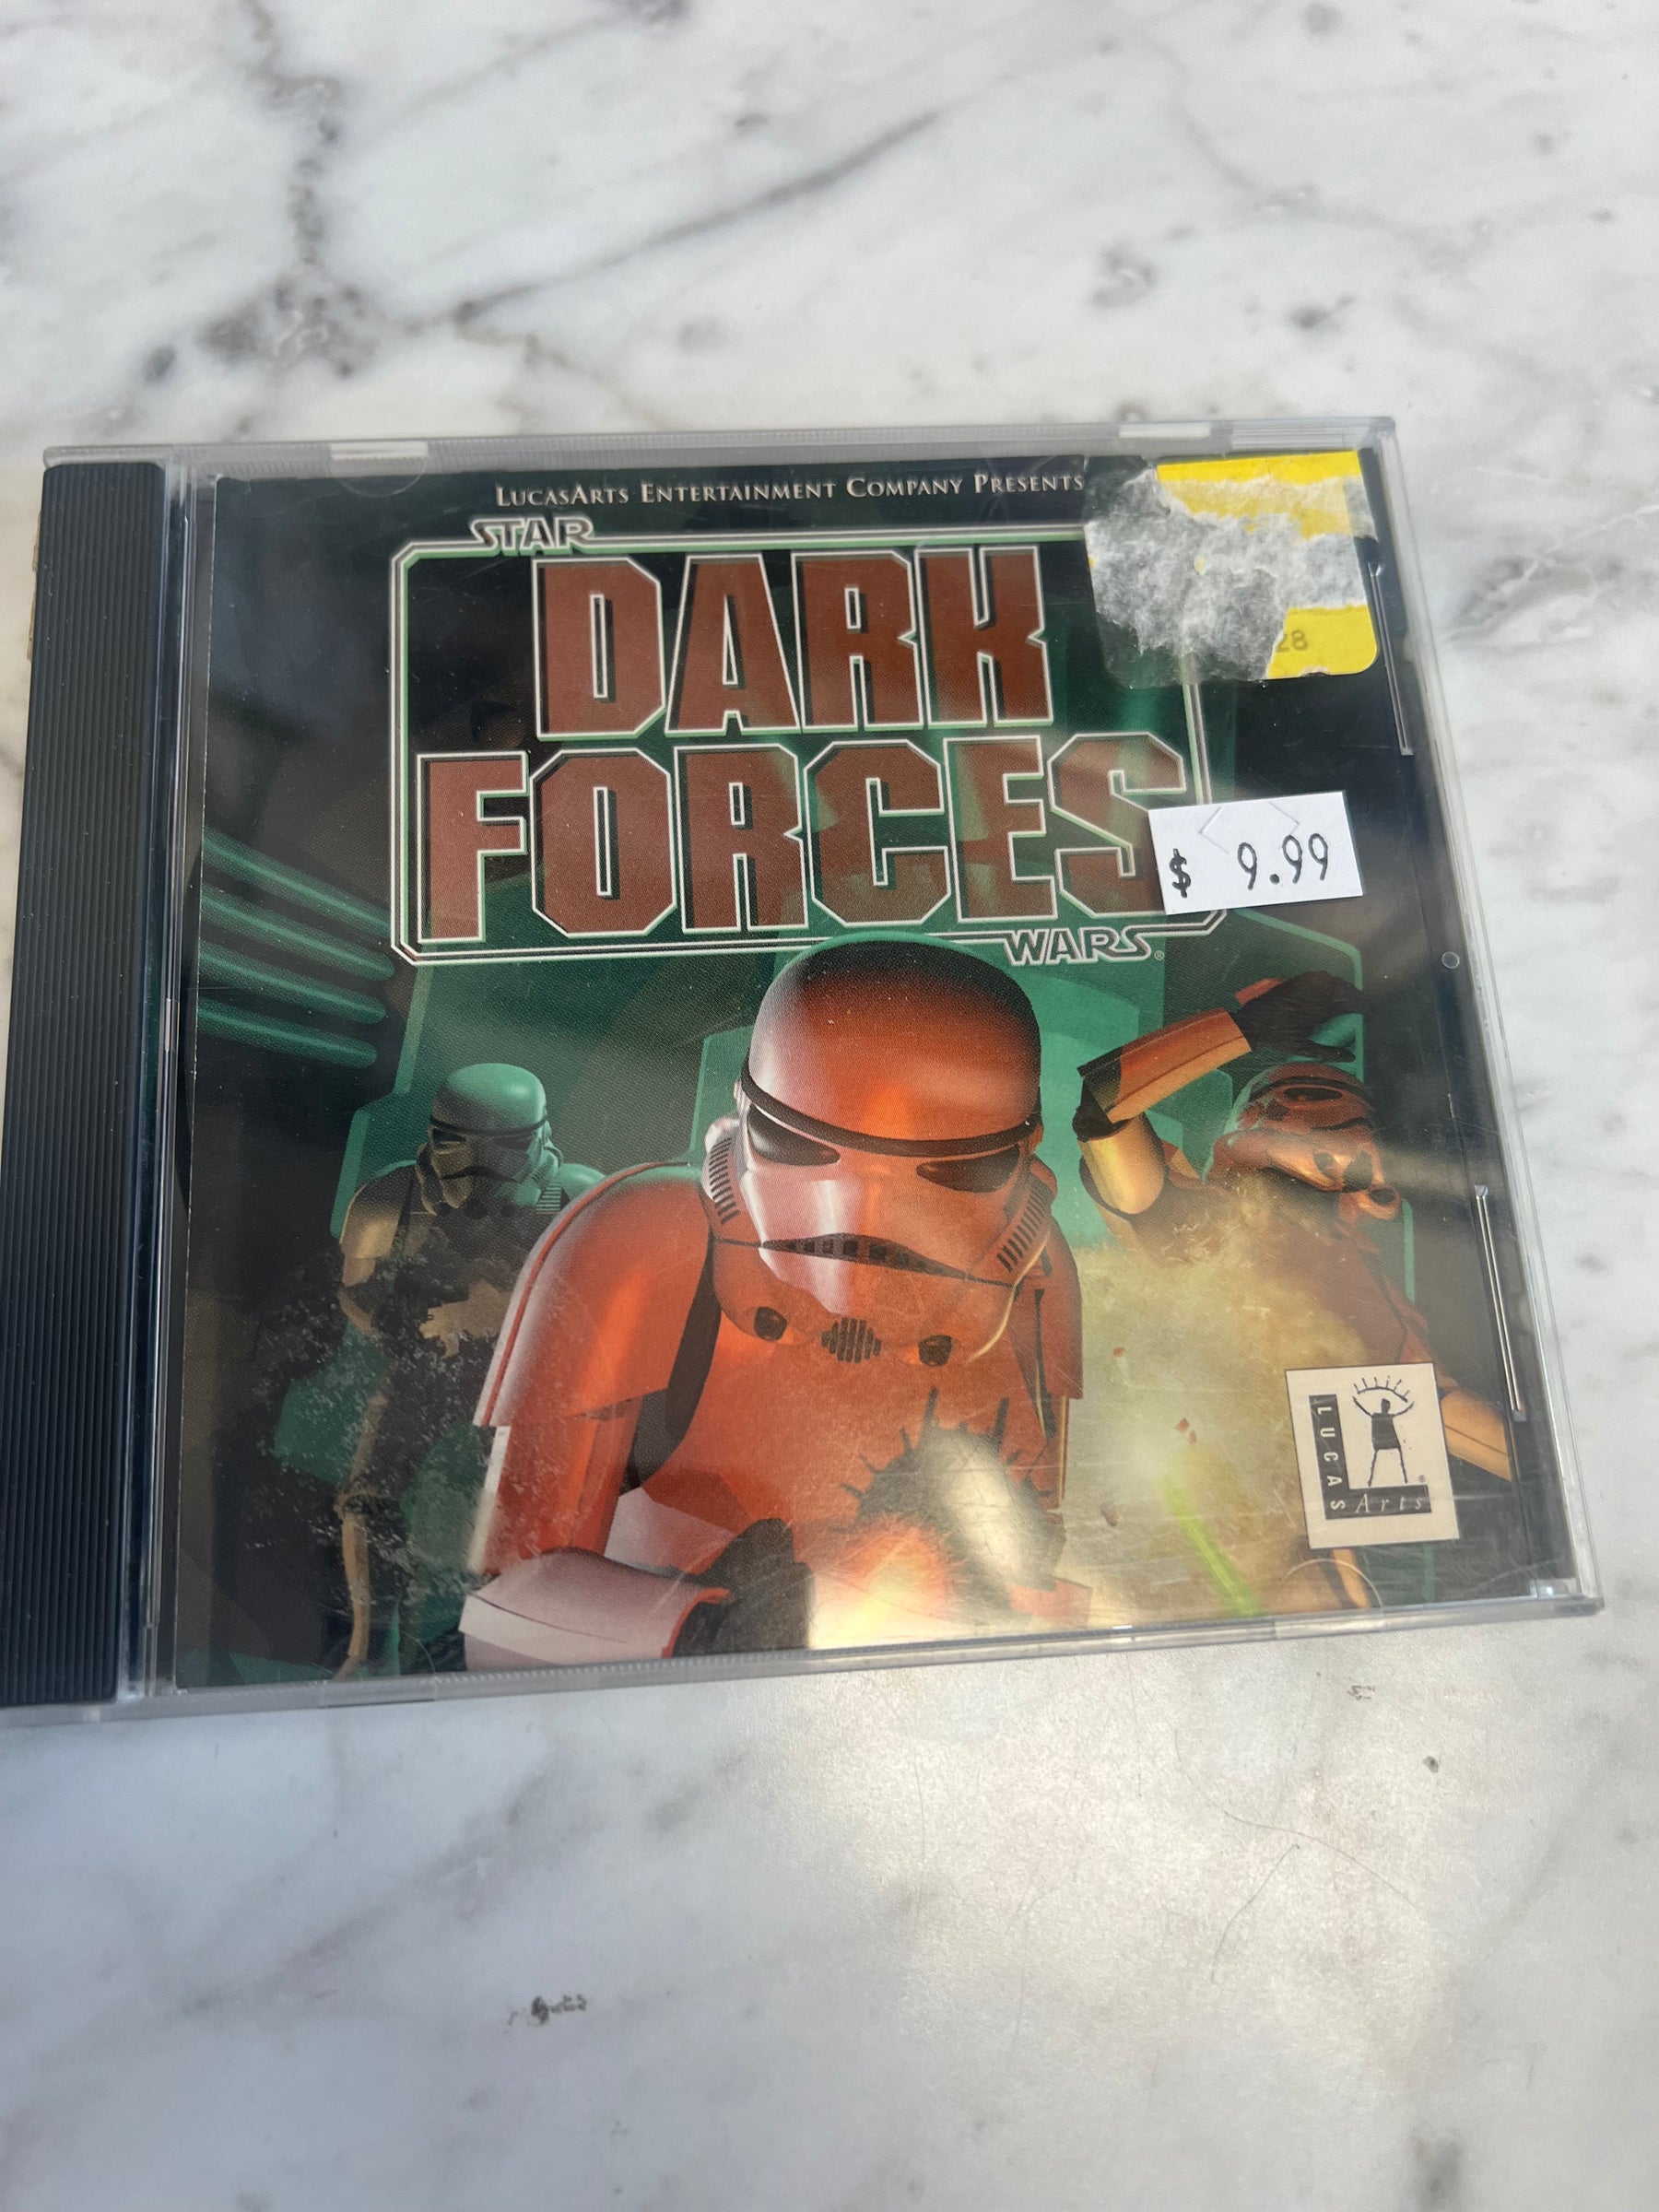 LucasArts Entertainment Company Presents
STAR
DARK
FORCES
WARS®
28
$ 9.99
LUCAS
Arts®